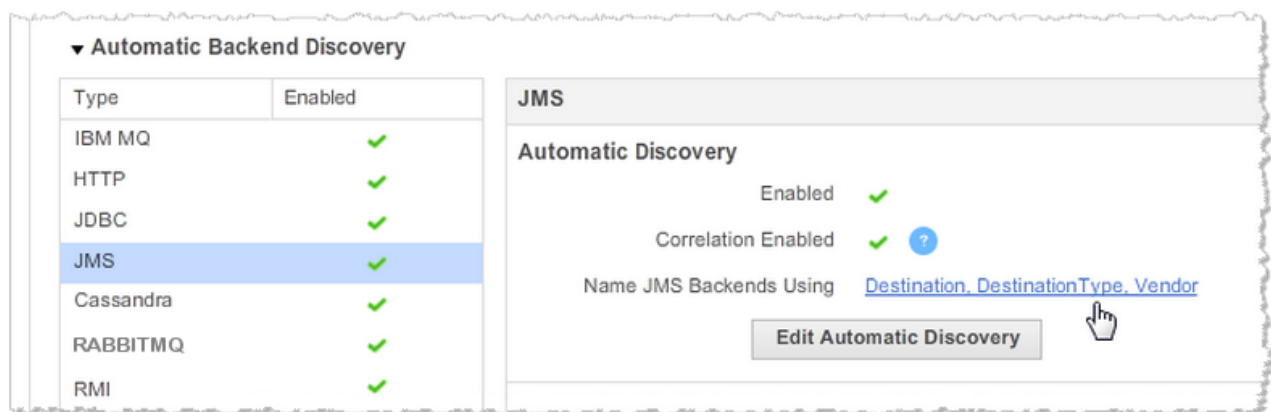 Automatic Backend Discovery
Type Enabled
IBM MQ
HTTP
JDBC
JMS
Cassandra
RABBITMQ
RMI
JMS
Automatic Discovery
Enabled
Correlation Enabled ?
Name JMS Backends Using Destination, DestinationType, Vendor
Edit Automatic Discovery